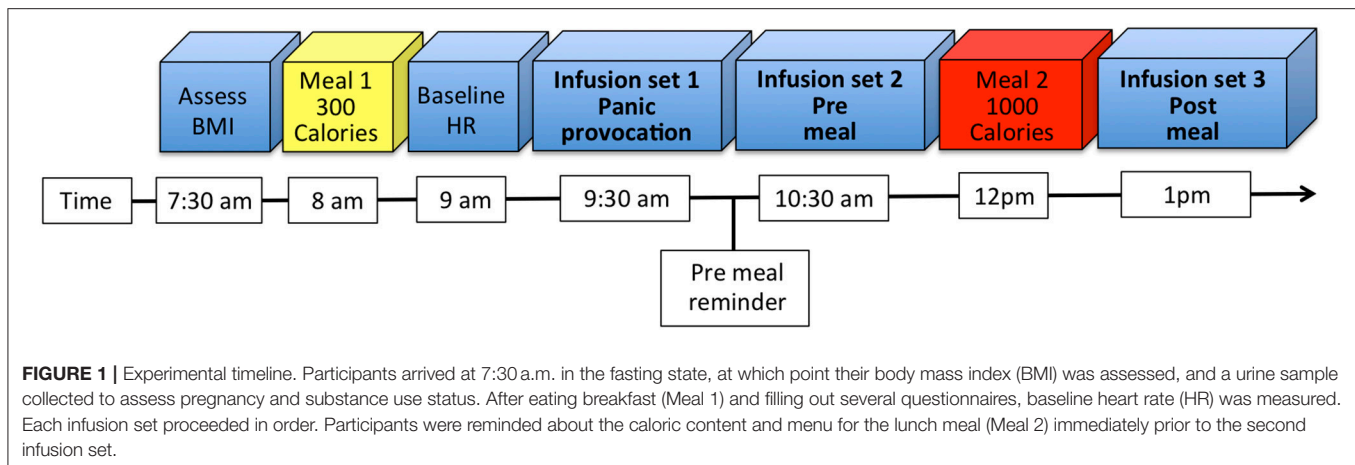 Assess
BMI
Meal 1
300
Calories
Baseline
HR
Infusion set 1
Panic
provocation
Infusion set 2
Pre
meal
Meal 2
1000
Calories
Infusion set 3
Post
meal
Time
7:30 am
8 am
9 am
9:30 am
10:30 am
12pm
1pm
Pre meal
reminder
FIGURE 1 | Experimental timeline. Participants arrived at 7:30 a.m. in the fasting state, at which point their body mass index (BMI) was assessed, and a urine sample
collected to assess pregnancy and substance use status. After eating breakfast (Meal 1) and filling out several questionnaires, baseline heart rate (HR) was measured.
Each infusion set proceeded in order. Participants were reminded about the caloric content and menu for the lunch meal (Meal 2) immediately prior to the second
infusion set.